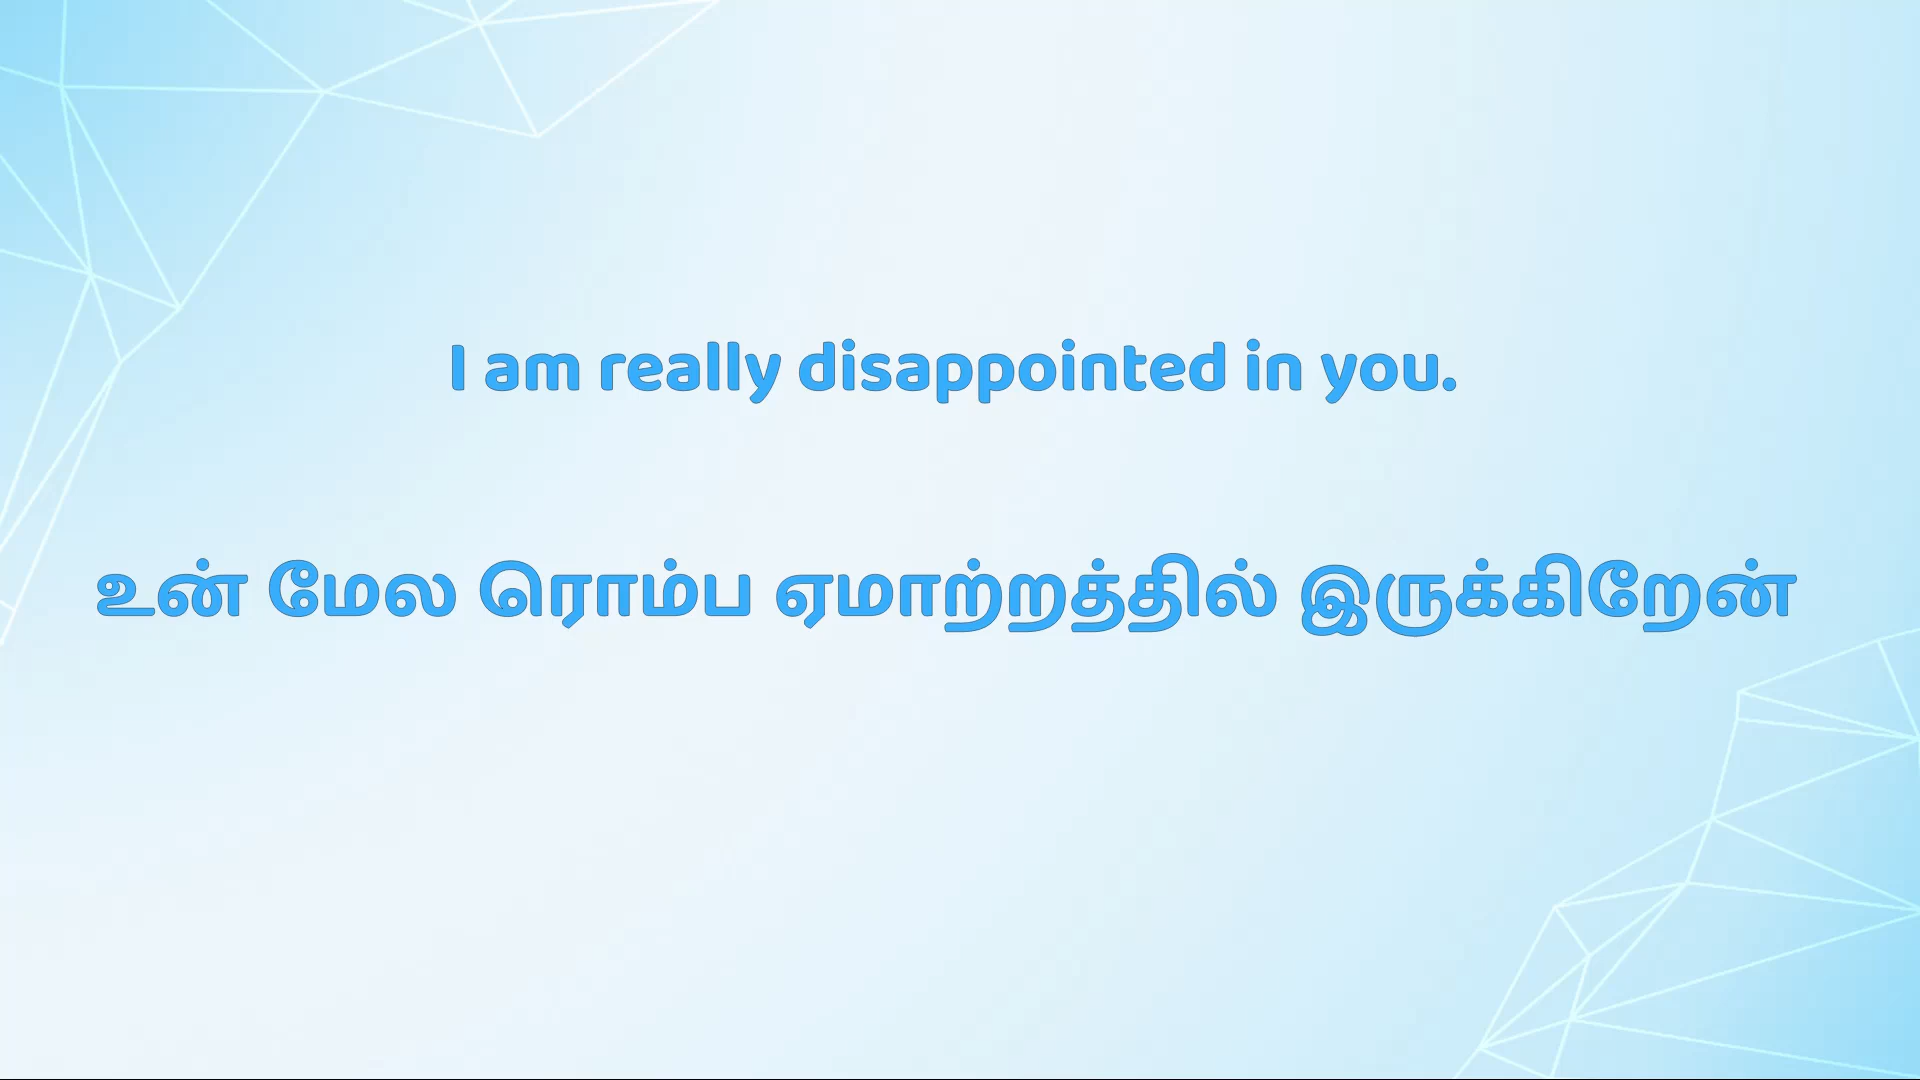 I am really disappointed in you.
உன் மேல ரொம்ப ஏமாற்றத்தில் இருக்கிறேன்